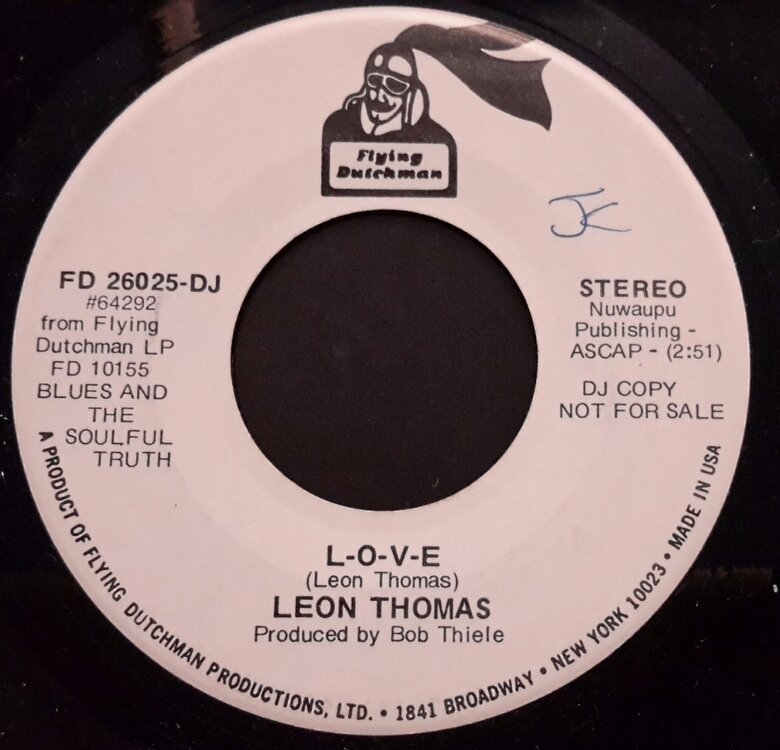 Flying
Dutchman
JK
FD 26025-DJ
#64292
from Flying
Dutchman LP
FD 10155
BLUES AND
THE
SOULFUL
TRUTH
STEREO
Nuwaupu
Publishing -
ASCAP - (2:51)
DJ COPY
NOT FOR SALE
L-O-V-E
(Leon Thomas)
LEON THOMAS
Produced by Bob Thiele
A PRODUCT OF FLYING DUTCHMAN PRODUCTIONS, LTD. • 1841 BROADWAY • NEW YORK 10023 • MADE IN USA